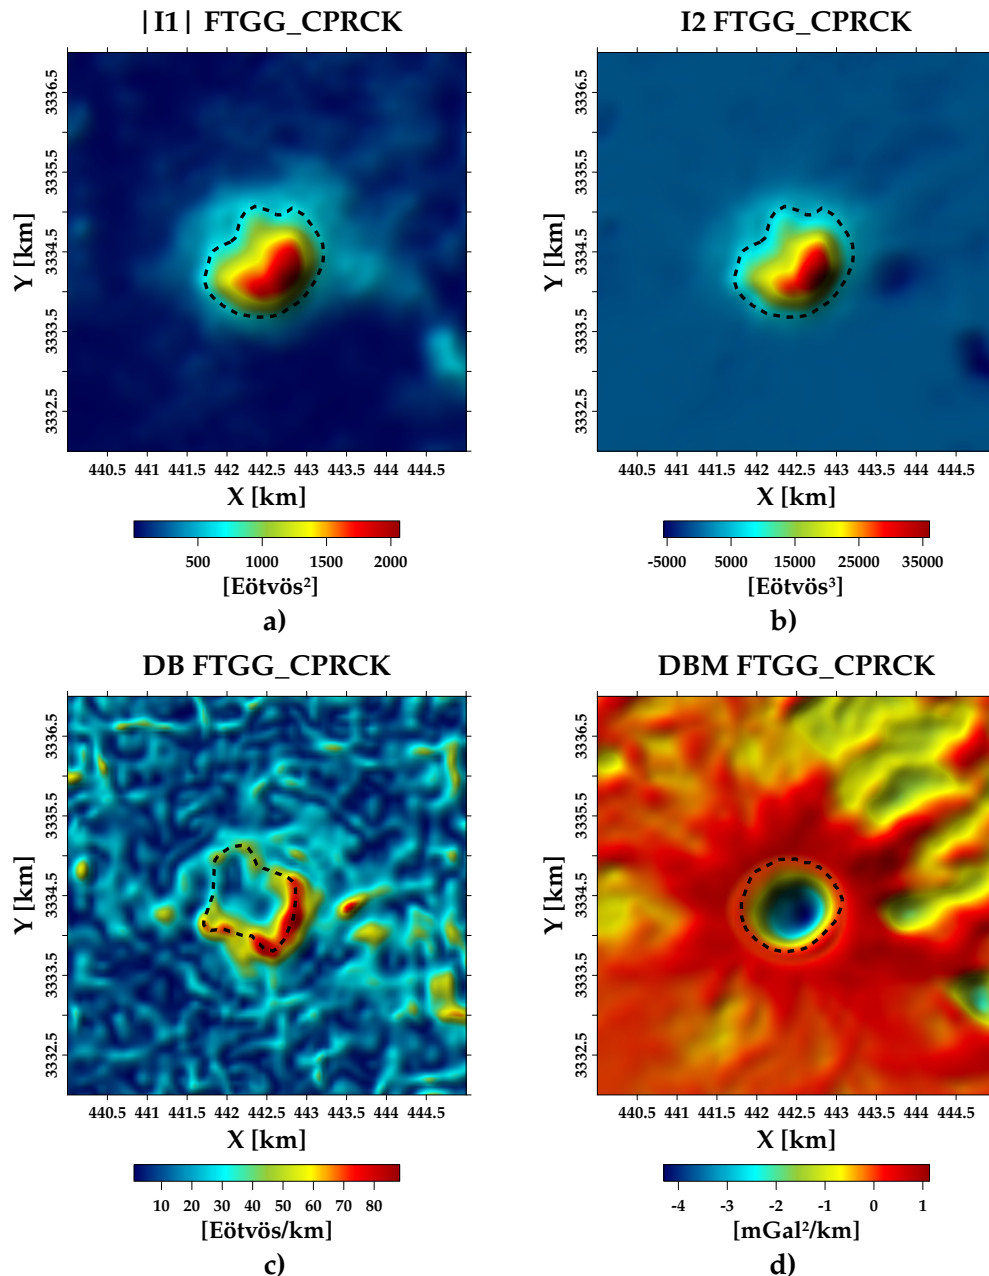 |I1| FTGG_CPRCK
I2 FTGG_CPRCK
Y [km]
3336.5
3335.5
3334.5
3333.5
3332.5
440.5 441 441.5 442 442.5 443 443.5 444 444.5
X [km]
500 1000 1500 2000
[Eötvös²]
a)
Y [km]
3336.5
3335.5
3334.5
3333.5
3332.5
440.5 441 441.5 442 442.5 443 443.5 444 444.5
X [km]
-5000 5000 15000 25000 35000
[Eötvös³]
b)
DB FTGG_CPRCK
DBM FTGG_CPRCK
Y [km]
3336.5
3335.5
3334.5
3333.5
3332.5
440.5 441 441.5 442 442.5 443 443.5 444 444.5
X [km]
10 20 30 40 50 60 70 80
[Eötvös/km]
c)
Y [km]
3336.5
3335.5
3334.5
3333.5
3332.5
440.5 441 441.5 442 442.5 443 443.5 444 444.5
X [km]
-4 -3 -2 -1 0 1
[mGal²/km]
d)